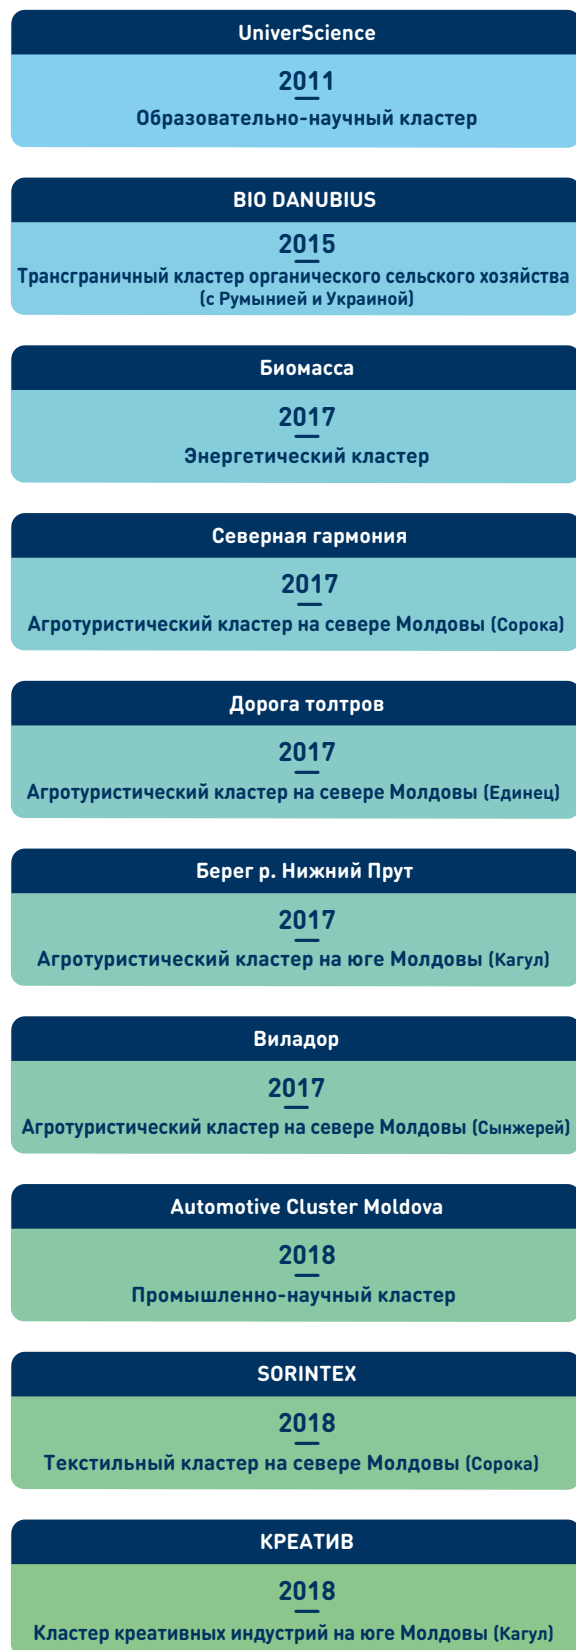 UniverScience
2011
Образовательно-научный кластер
BIO DANUBIUS
2015
Трансграничный кластер органического сельского хозяйства
(с Румынией и Украиной)
Биомасса
2017
Энергетический кластер
Северная гармония
2017
Агротуристический кластер на севере Молдовы (Сорока)
Дорога толтров
2017
Агротуристический кластер на севере Молдовы (Единец)
Берег р. Нижний Прут
2017
Агротуристический кластер на юге Молдовы (Кагул)
Виладор
2017
Агротуристический кластер на севере Молдовы (Сынжерей)
Automotive Cluster Moldova
2018
Промышленно-научный кластер
SORINTEX
2018
Текстильный кластер на севере Молдовы (Сорока)
КРЕАТИВ
2018
Кластер креативных индустрий на юге Молдовы (Кагул)